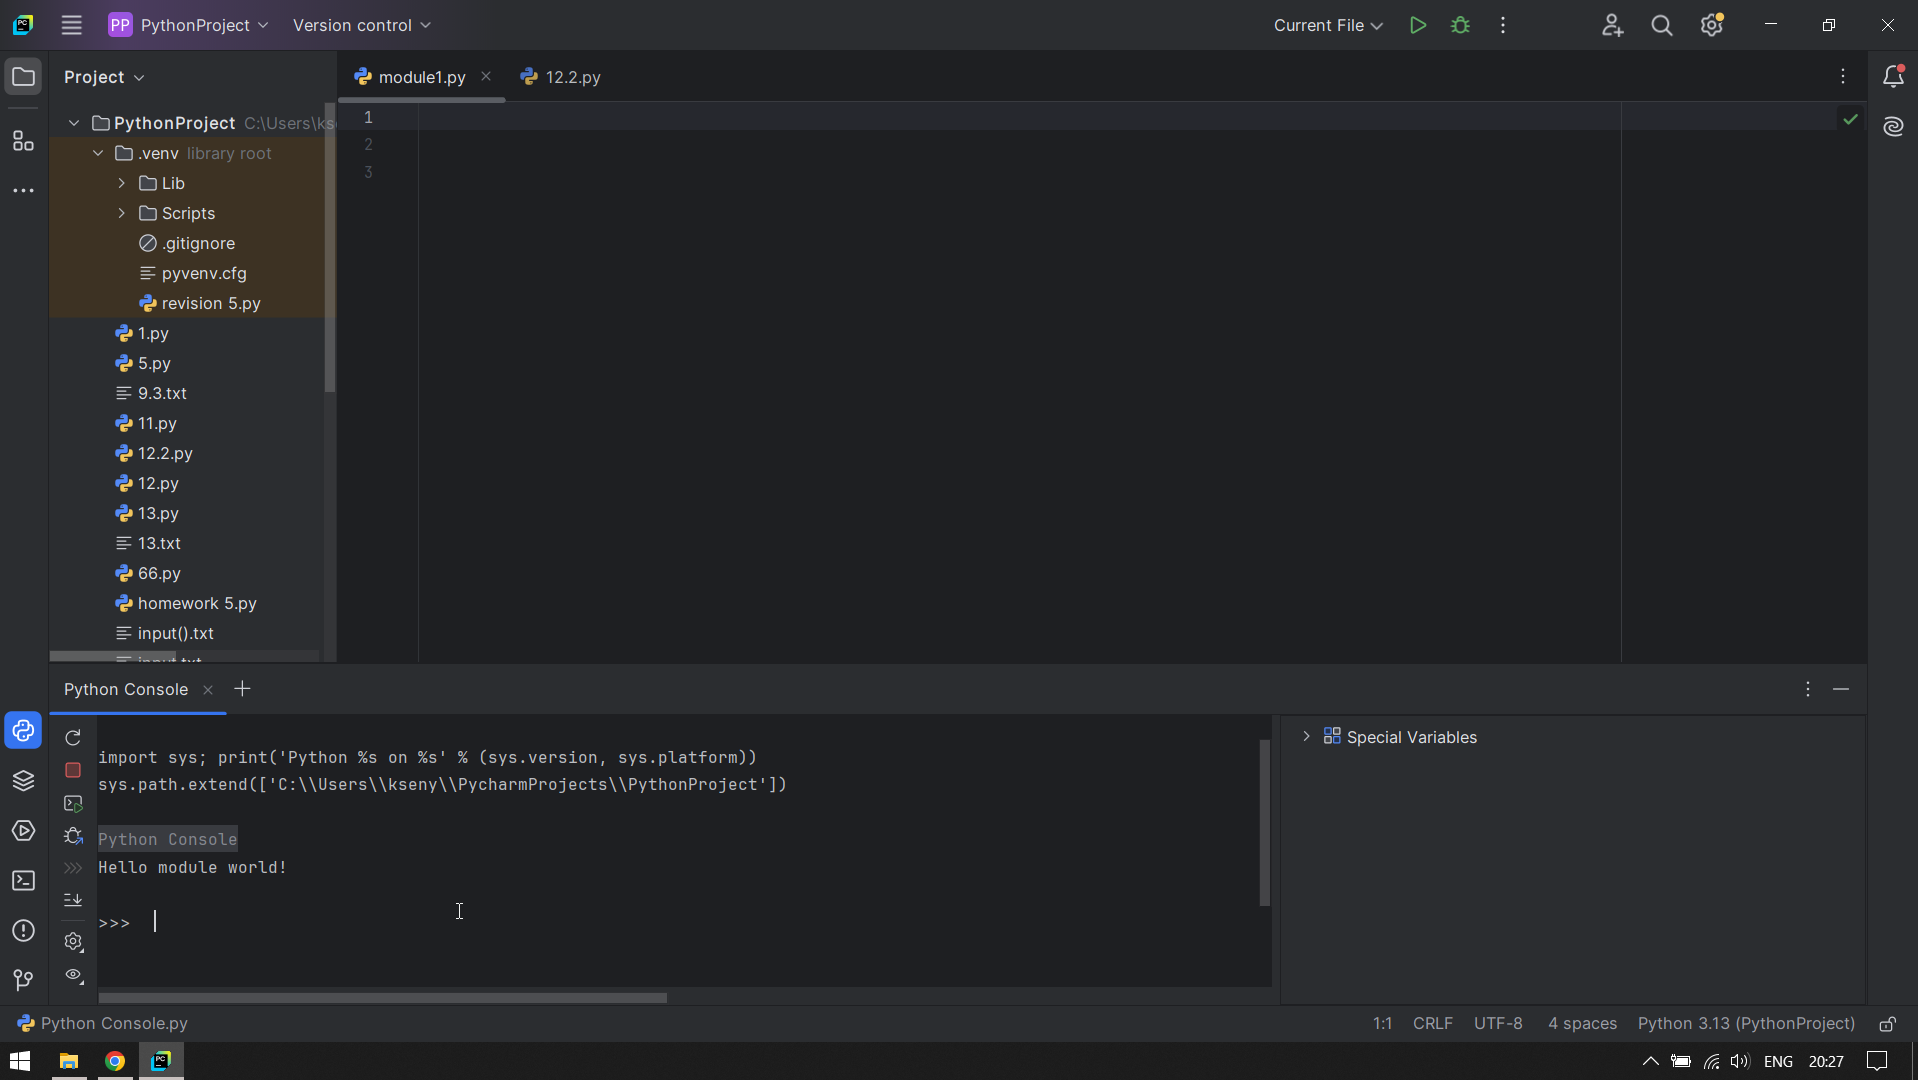 PC PP PythonProject Version control Current File
Project
module1.py
12.2.py
PythonProject C:\Users\ks
.venv library root
Lib
Scripts
.gitignore
pyvenv.cfg
revision 5.py
1.py
5.py
9.3.txt
11.py
12.2.py
12.py
13.py
13.txt
66.py
homework 5.py
input().txt
1
2
3
Python Console
import sys; print('Python %s on %s' % (sys.version, sys.platform))
sys.path.extend(['C:\\Users\\kseny\\PycharmProjects\\PythonProject'])
Python Console
Hello module world!
>>>
Special Variables
Python Console.py
1:1 CRLF UTF-8 4 spaces Python 3.13 (PythonProject)
PC ENG 20:27